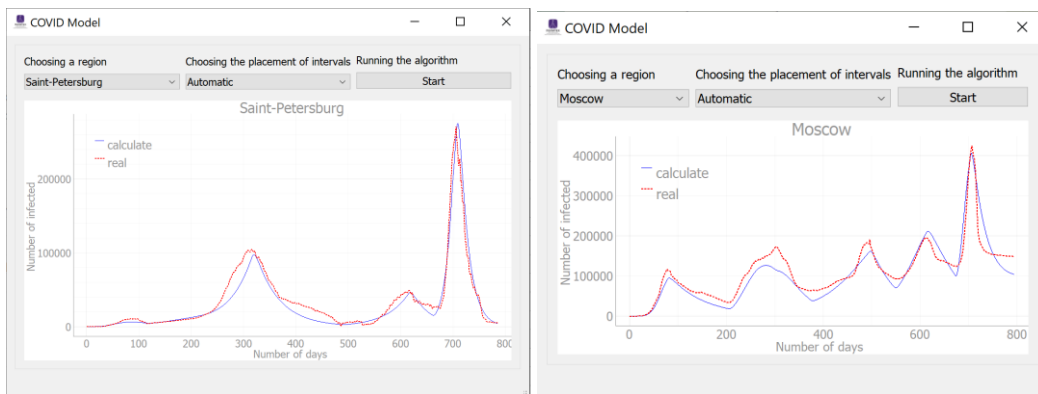 COVID Model
Choosing a region
Choosing the placement of intervals
Running the algorithm
Saint-Petersburg
Automatic
Start
Saint-Petersburg
calculate
real
Number of infected
200000
100000
0
0
100
200
300
400
500
600
700
800
Number of days
COVID Model
Choosing a region
Choosing the placement of intervals
Running the algorithm
Moscow
Automatic
Start
Moscow
calculate
real
Number of infected
400000
300000
200000
100000
0
0
200
400
600
800
Number of days